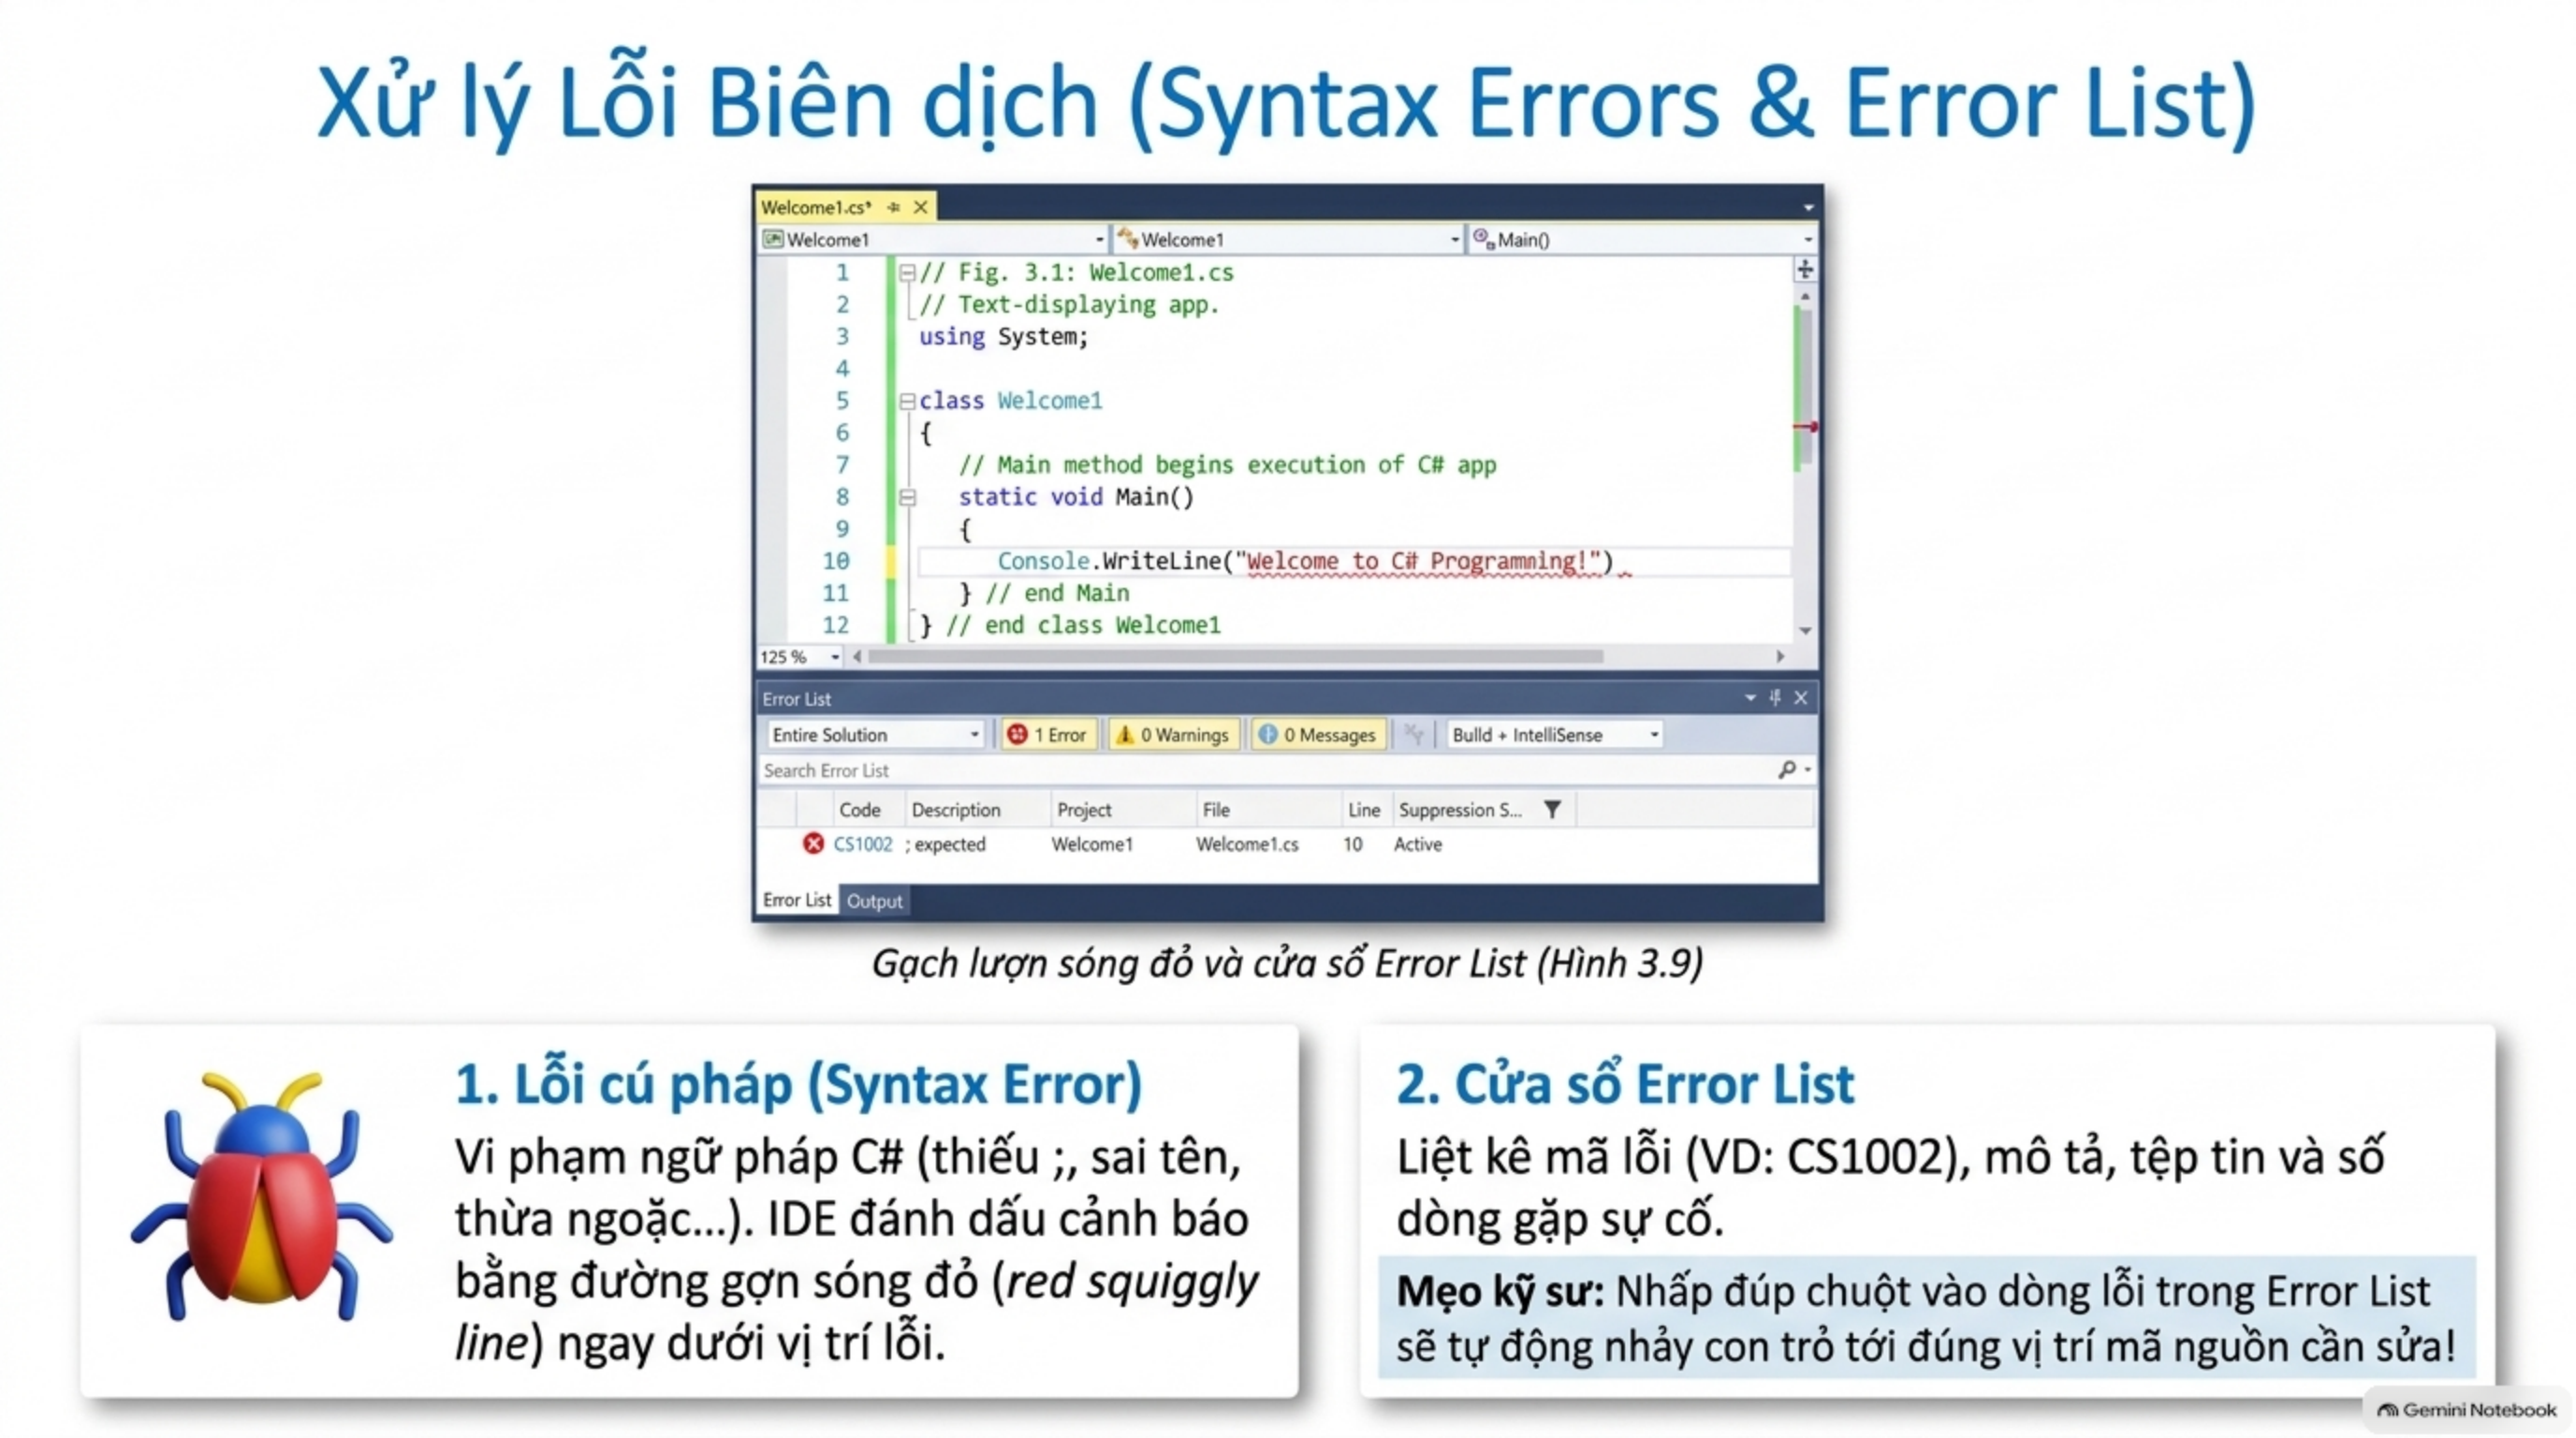 Xử lý Lỗi Biên dịch (Syntax Errors & Error List)
Welcome1.cs*
Welcome1 Welcome1 Main()
1 // Fig. 3.1: Welcome1.cs
2 // Text-displaying app.
3 using System;
4
5 class Welcome1
6 {
7 // Main method begins execution of C# app
8 static void Main()
9 {
10 Console.WriteLine("Welcome to C# Programming!")
11 } // end Main
12 } // end class Welcome1
125 %
Error List
Entire Solution 1 Error 0 Warnings 0 Messages Build + IntelliSense
Search Error List
Code Description Project File Line Suppression S...
CS1002 ; expected Welcome1 Welcome1.cs 10 Active
Error List Output
Gạch lượn sóng đỏ và cửa sổ Error List (Hình 3.9)
1. Lỗi cú pháp (Syntax Error)
Vi phạm ngữ pháp C# (thiếu ;, sai tên,
thừa ngoặc...). IDE đánh dấu cảnh báo
bằng đường gợn sóng đỏ (red squiggly
line) ngay dưới vị trí lỗi.
2. Cửa sổ Error List
Liệt kê mã lỗi (VD: CS1002), mô tả, tệp tin và số
dòng gặp sự cố.
Mẹo kỹ sư: Nhấp đúp chuột vào dòng lỗi trong Error List
sẽ tự động nhảy con trỏ tới đúng vị trí mã nguồn cần sửa!
Gemini Notebook